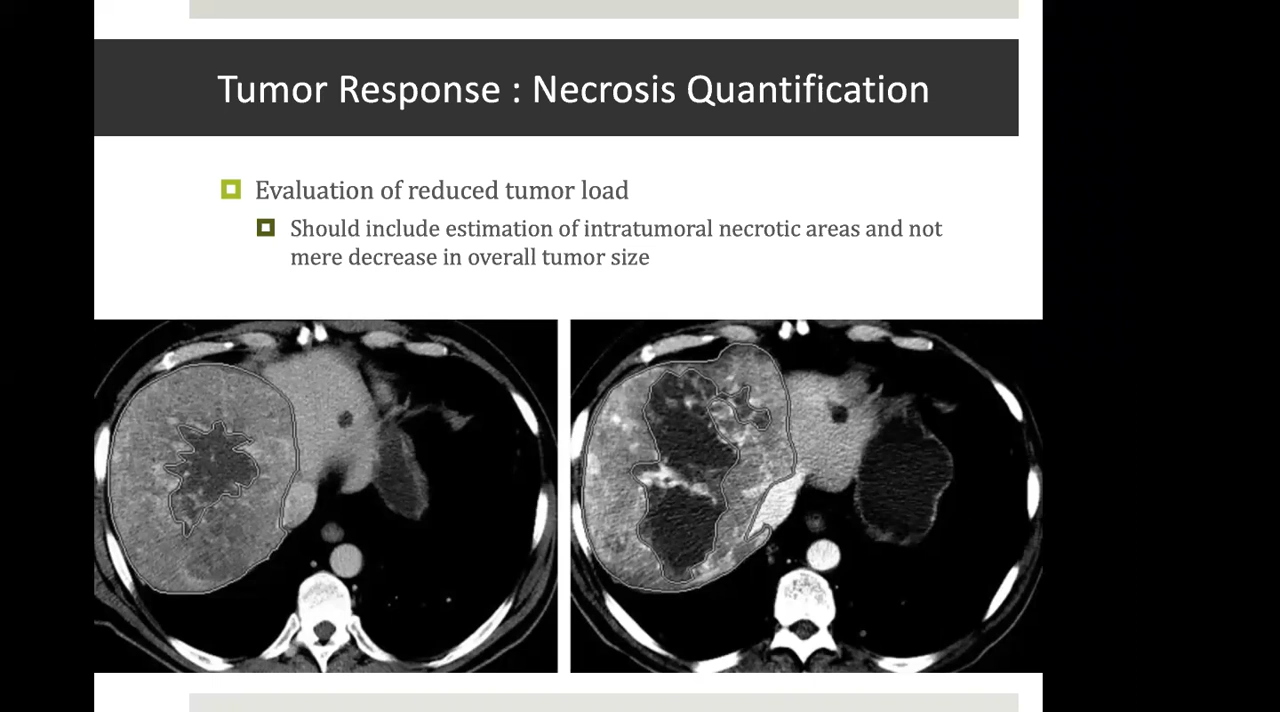 Tumor Response : Necrosis Quantification
Evaluation of reduced tumor load
Should include estimation of intratumoral necrotic areas and not
mere decrease in overall tumor size